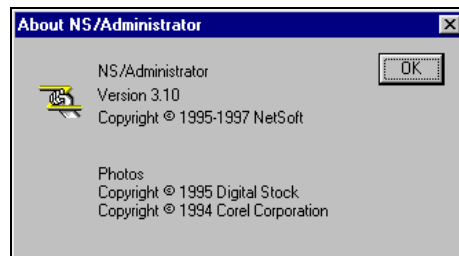 About NS/Administrator
NS/Administrator
OK
Version 3.10
Copyright © 1995-1997 NetSoft
Photos
Copyright © 1995 Digital Stock
Copyright © 1994 Corel Corporation